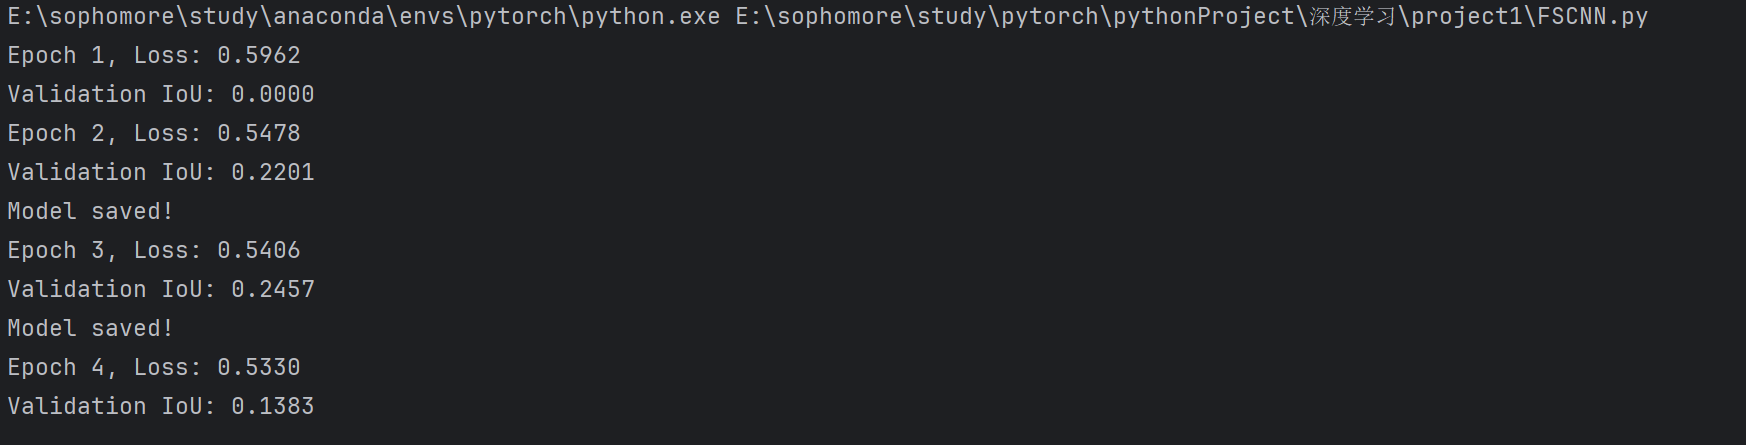 E:\sophomore\study\anaconda\envs\pytorch\python.exe E:\sophomore\study\pytorch\pythonProject\深度学习\project1\FSCNN.py
Epoch 1, Loss: 0.5962
Validation IoU: 0.0000
Epoch 2, Loss: 0.5478
Validation IoU: 0.2201
Model saved!
Epoch 3, Loss: 0.5406
Validation IoU: 0.2457
Model saved!
Epoch 4, Loss: 0.5330
Validation IoU: 0.1383